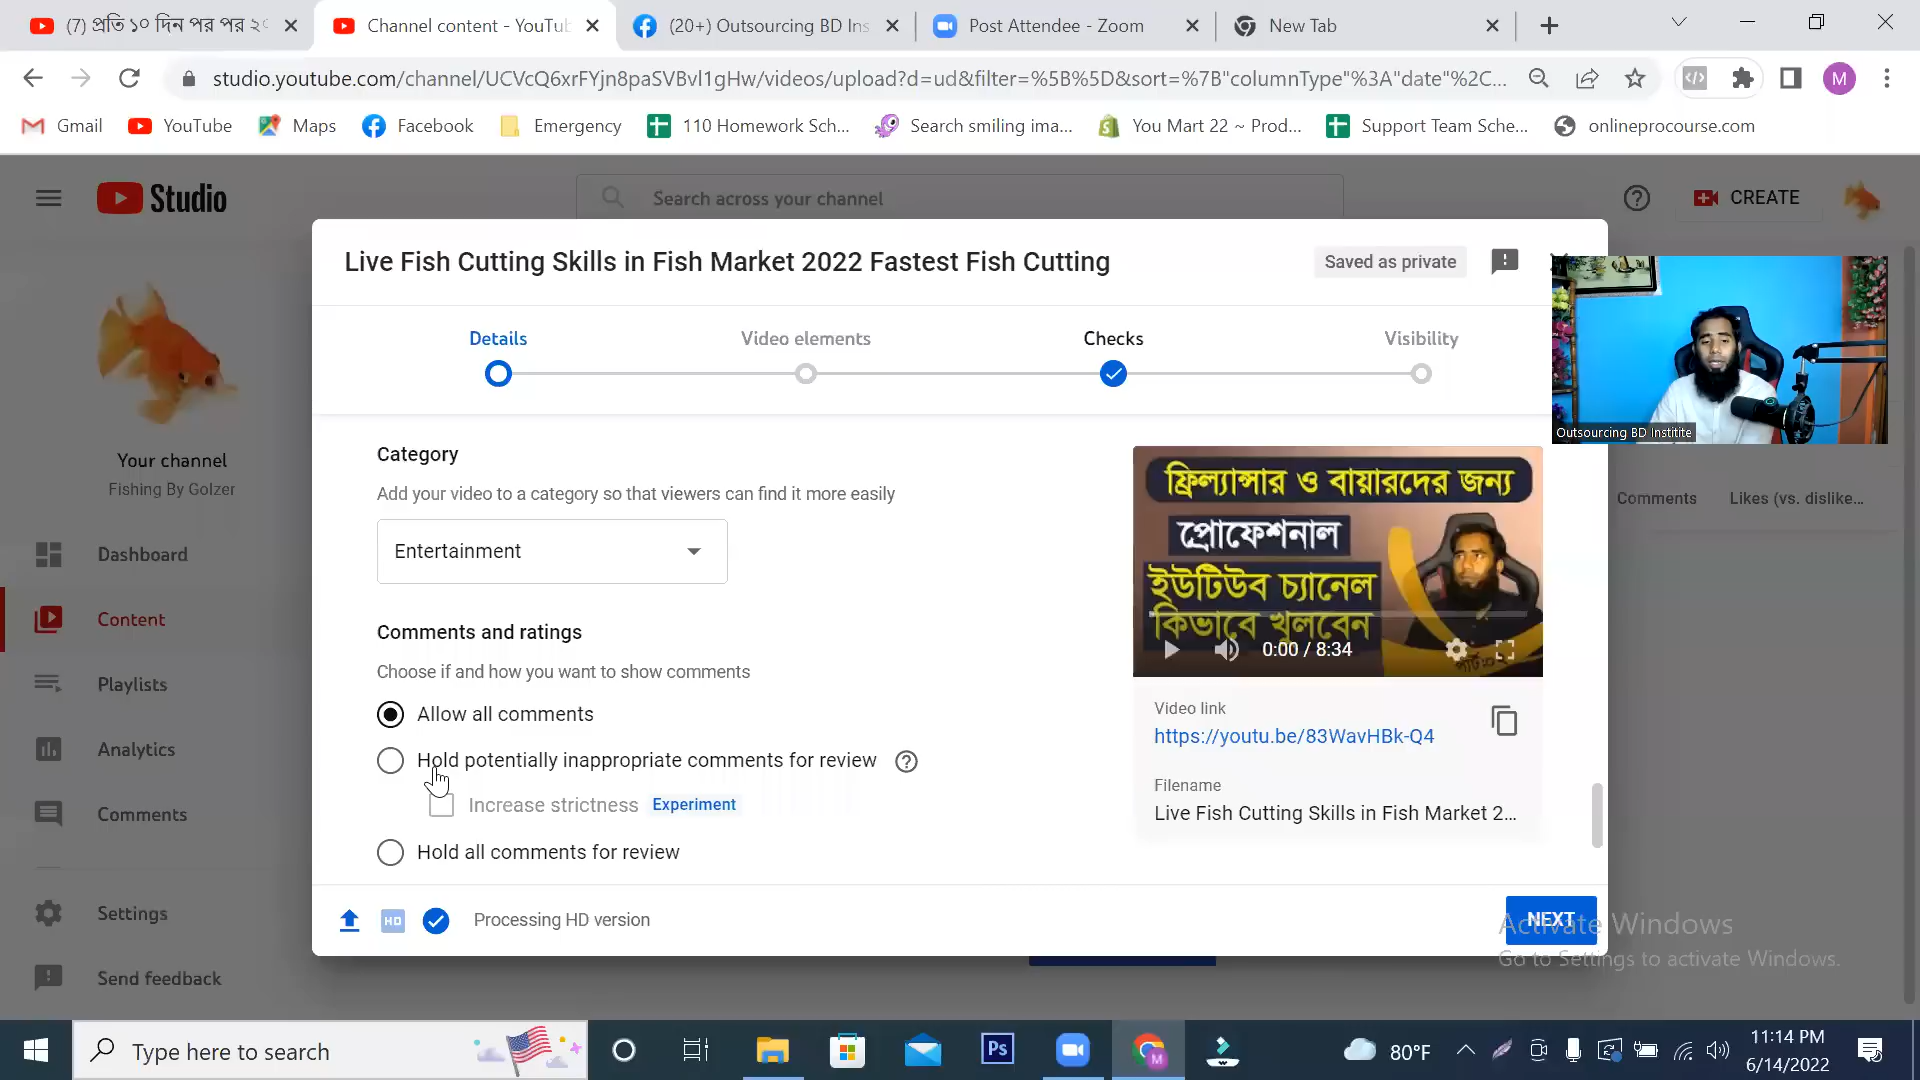 (7) প্রতি ১০ দিন পর পর ২
Channel content - YouTub
(20+) Outsourcing BD Ins
Post Attendee - Zoom
New Tab
studio.youtube.com/channel/UCVcQ6xrFYjn8paSVBvl1gHw/videos/upload?d=ud&filter=%5B%5D&sort=%7B"columnType"%3A"date"%2C...
M
Gmail
YouTube
Maps
Facebook
Emergency
110 Homework Sch...
Search smiling ima...
You Mart 22 ~ Prod...
Support Team Sche...
onlineprocourse.com
Studio
Search across your channel
CREATE
Live Fish Cutting Skills in Fish Market 2022 Fastest Fish Cutting
Saved as private
Details
Video elements
Checks
Visibility
Outsourcing BD Institite
Your channel
Fishing By Golzer
Dashboard
Content
Playlists
Analytics
Comments
Settings
Send feedback
Category
Add your video to a category so that viewers can find it more easily
Entertainment
Comments and ratings
Choose if and how you want to show comments
Allow all comments
Hold potentially inappropriate comments for review
Increase strictness Experiment
Hold all comments for review
ফ্রিল্যান্সার ও বায়ারদের জন্য
প্রোফেশনাল
ইউটিউব চ্যানেল
কিভাবে খুলবেন
0:00 / 8:34
Video link
https://youtu.be/83WavHBk-Q4
Filename
Live Fish Cutting Skills in Fish Market 2...
Comments
Likes (vs. dislike...
HD
Processing HD version
NEXT
Activate Windows
Go to Settings to activate Windows.
Type here to search
Ps
M
80°F
11:14 PM
6/14/2022